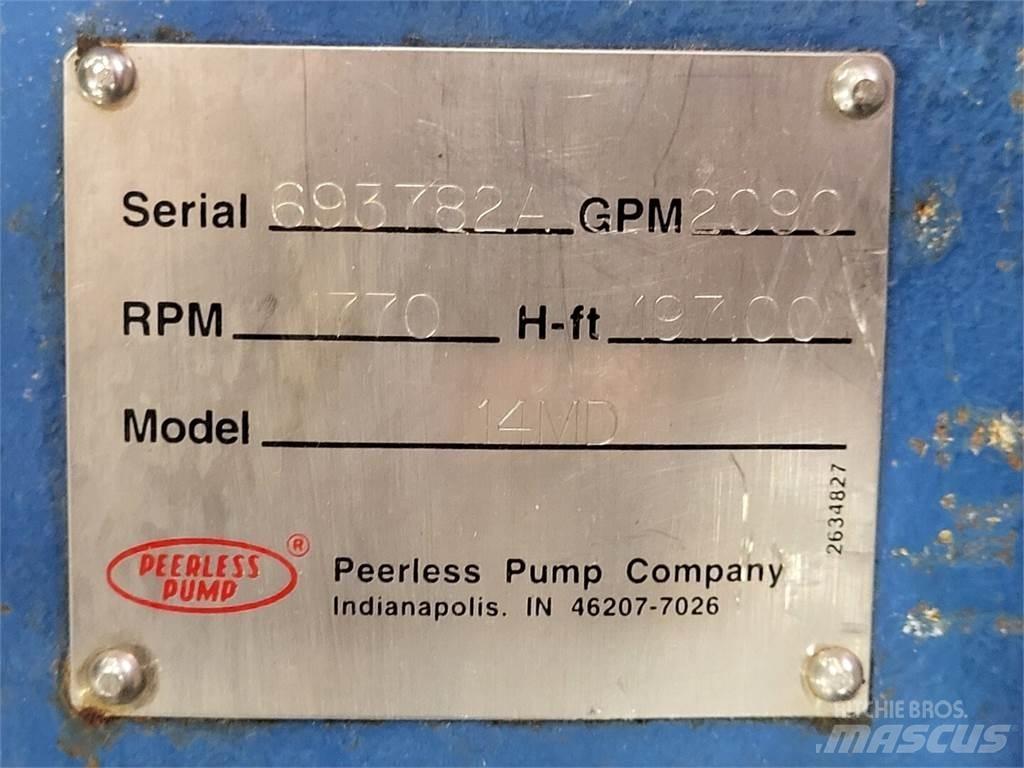 Serial 693782A GPM 2090
RPM 1770 H-ft 197.00
Model 14MD
2634827
PEERLESS
PUMP
®
Peerless Pump Company
Indianapolis. IN 46207-7026
RITCHIE BROS.
MASCUS